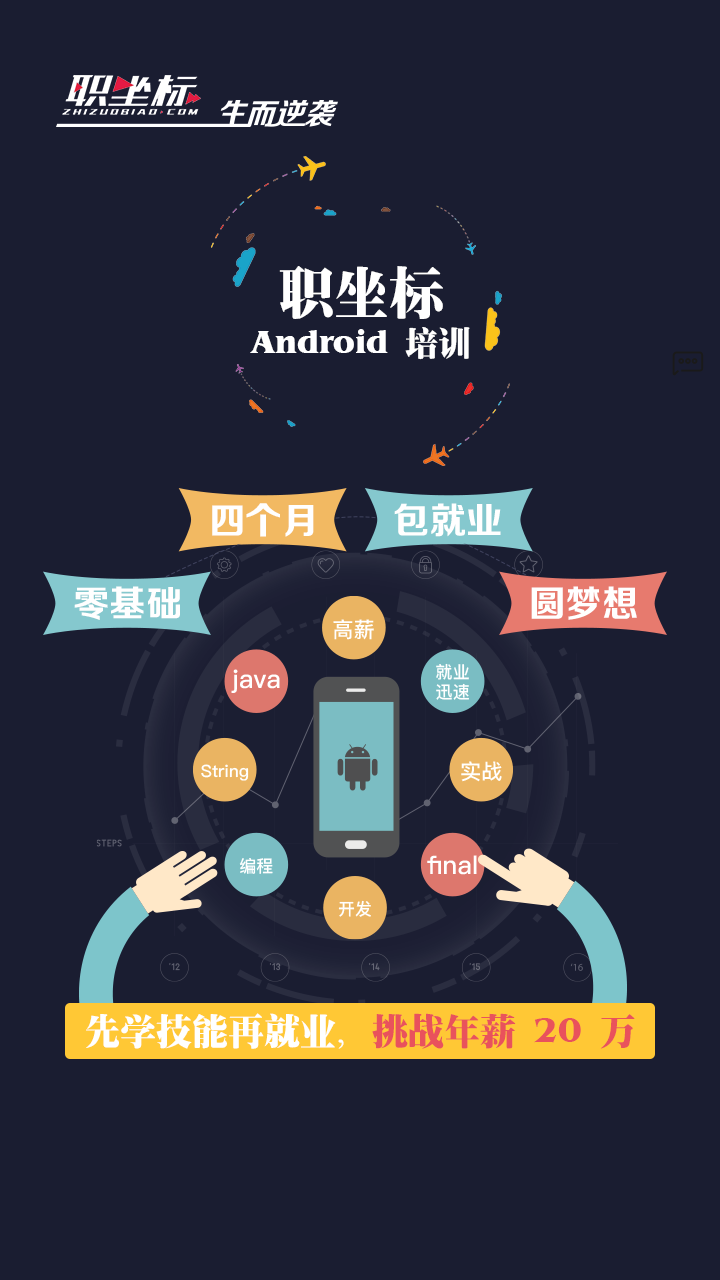 职坐标
ZHIZUOBIAO.COM
生而逆袭
职坐标
Android 培训
四个月
包就业
零基础
圆梦想
高薪
java
就业
迅速
String
实战
STEPS
编程
final
开发
'12
'13
'14
'15
'16
先学技能再就业，挑战年薪 20 万